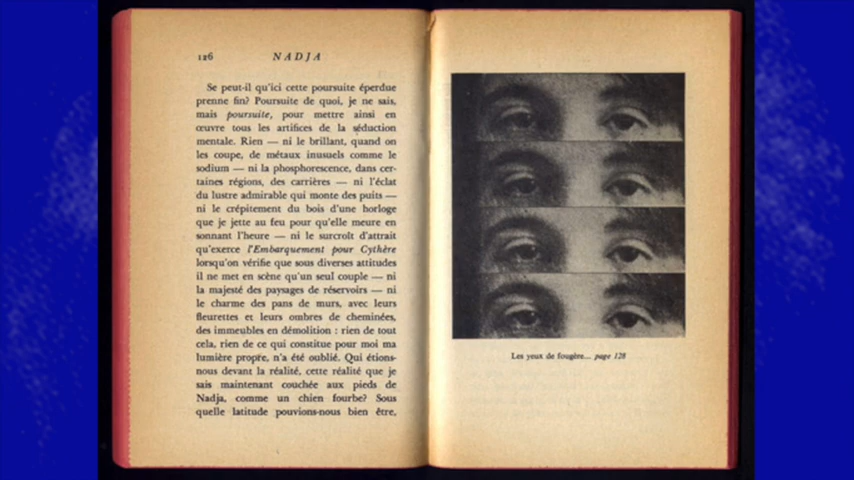 126 NADJA
Se peut-il qu'ici cette poursuite éperdue
prenne fin? Poursuite de quoi, je ne sais,
mais poursuite, pour mettre ainsi en
œuvre tous les artifices de la séduction
mentale. Rien — ni le brillant, quand on
les coupe, de métaux inusuels comme le
sodium — ni la phosphorescence, dans cer-
taines régions, des carrières — ni l'éclat
du lustre admirable qui monte des puits —
ni le crépitement du bois d'une horloge
que je jette au feu pour qu'elle meure en
sonnant l'heure — ni le surcroît d'attrait
qu'exerce l'Embarquement pour Cythère
lorsqu'on vérifie que sous diverses attitudes
il ne met en scène qu'un seul couple — ni
la majesté des paysages de réservoirs — ni
le charme des pans de murs, avec leurs
fleurettes et leurs ombres de cheminées,
des immeubles en démolition : rien de tout
cela, rien de ce qui constitue pour moi ma
lumière propre, n'a été oublié. Qui étions-
nous devant la réalité, cette réalité que je
sais maintenant couchée aux pieds de
Nadja, comme un chien fourbe? Sous
quelle latitude pouvions-nous bien être,
Les yeux de fougère... page 128